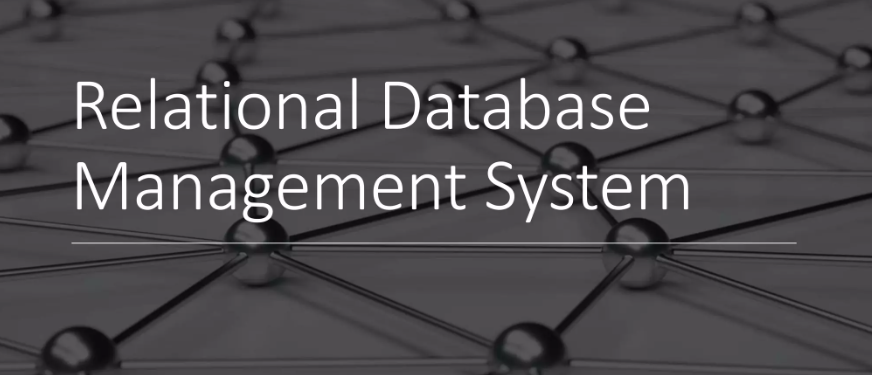 Relational Database
Management System